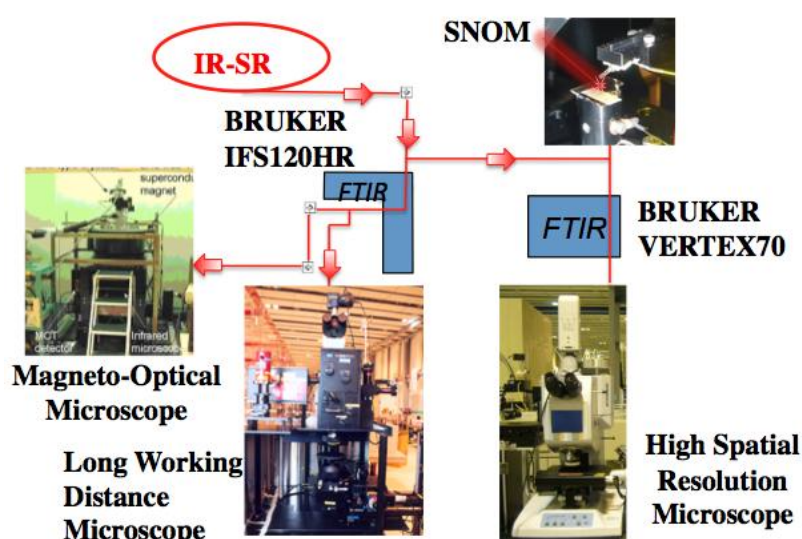 SNOM
IR-SR
BRUKER
IFS120HR
FTIR
supercondu
magnet
FTIR
BRUKER
VERTEX70
MCT
detector
Infrared
microscope
Magneto-Optical
Microscope
Long Working
Distance
Microscope
High Spatial
Resolution
Microscope